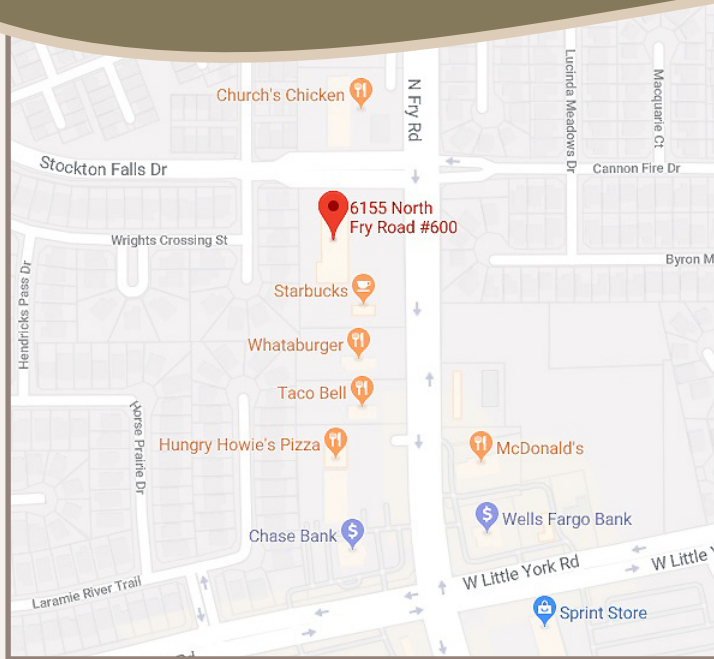 Church's Chicken
N Fry Rd
Lucinda Meadows Dr
Macquarie Ct
Stockton Falls Dr
Cannon Fire Dr
6155 North
Fry Road #600
Wrights Crossing St
Byron M
Hendricks Pass Dr
Starbucks
Whataburger
Taco Bell
Horse Prairie Dr
Hungry Howie's Pizza
McDonald's
Wells Fargo Bank
Chase Bank
W Little York Rd
W Little Y
Laramie River Trail
Sprint Store
Rd